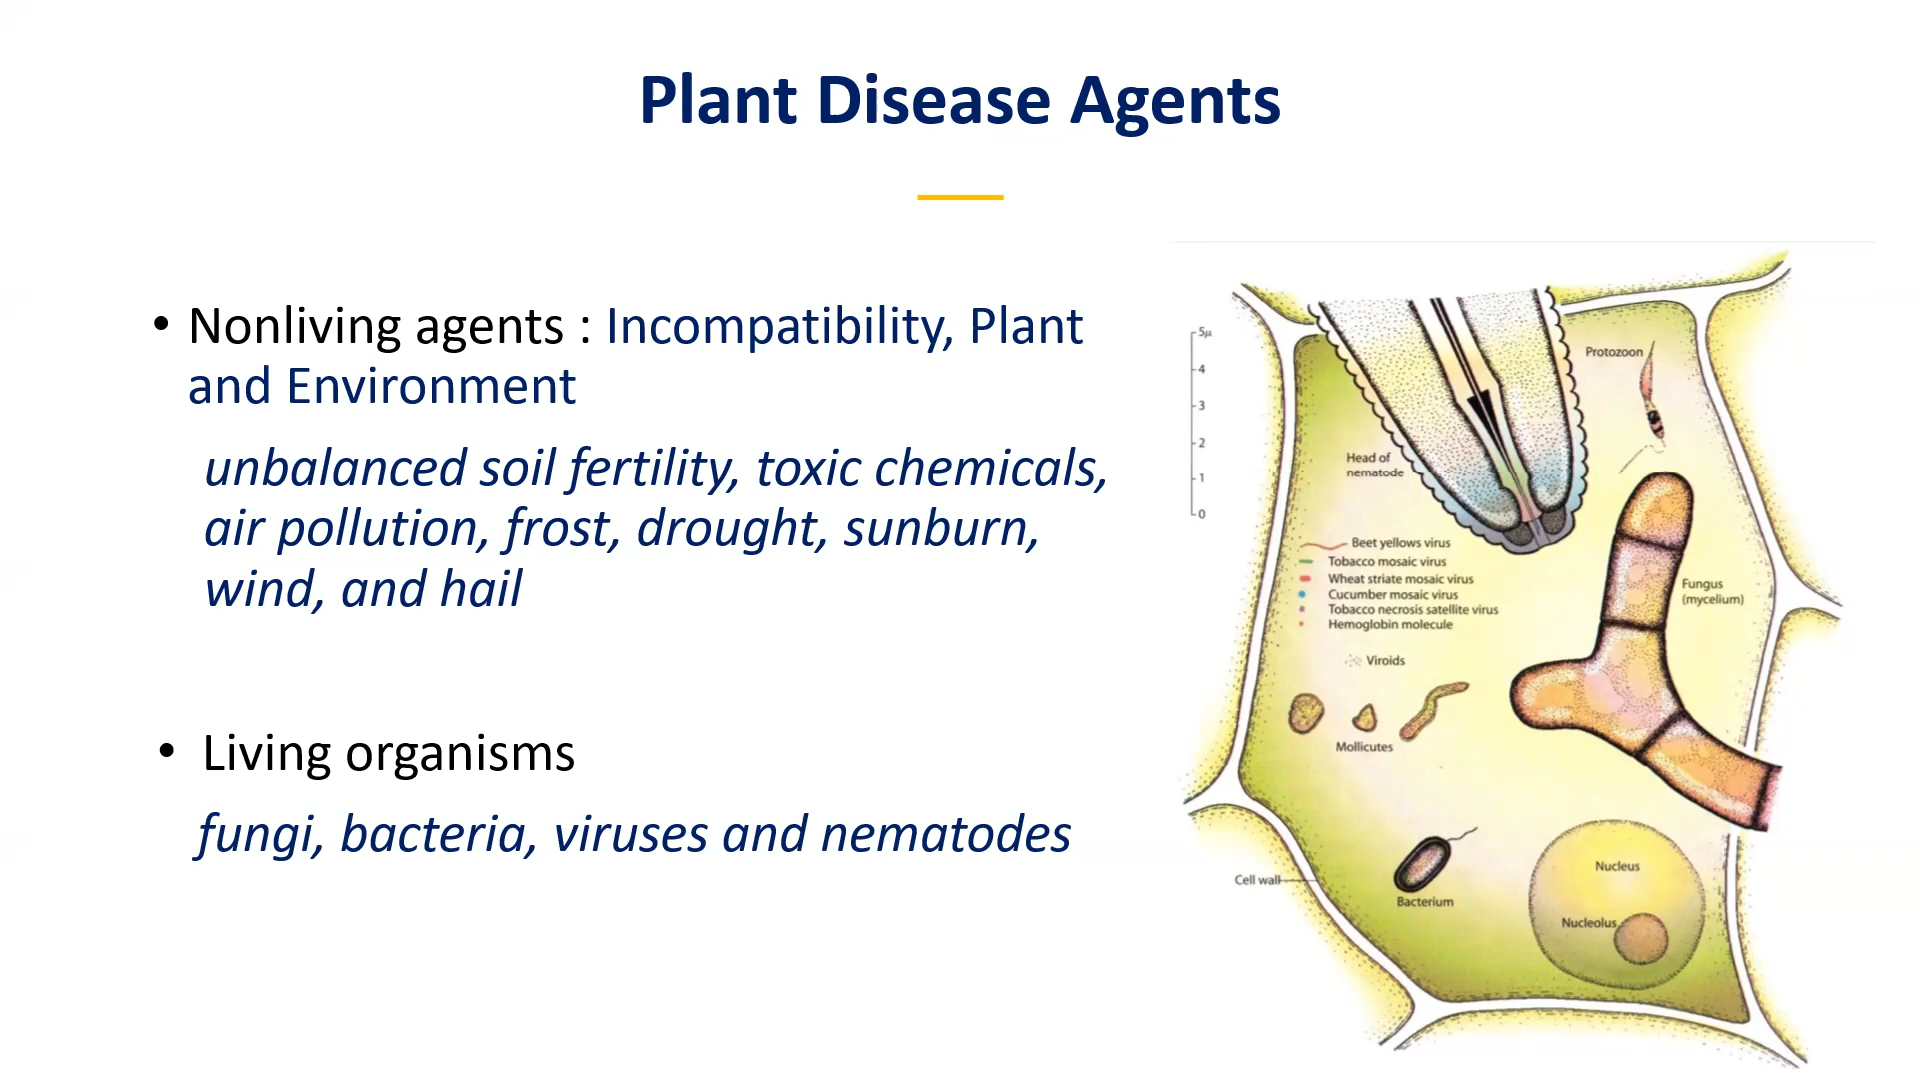 Plant Disease Agents
• Nonliving agents : Incompatibility, Plant
and Environment
unbalanced soil fertility, toxic chemicals,
air pollution, frost, drought, sunburn,
wind, and hail
• Living organisms
fungi, bacteria, viruses and nematodes
5μ
4
3
2
1
0
Protozoon
Head of
nematode
Beet yellows virus
Tobacco mosaic virus
Wheat striate mosaic virus
Cucumber mosaic virus
Tobacco necrosis satellite virus
Hemoglobin molecule
Fungus
(mycelium)
Viroids
Mollicutes
Cell wall
Bacterium
Nucleus
Nucleolus